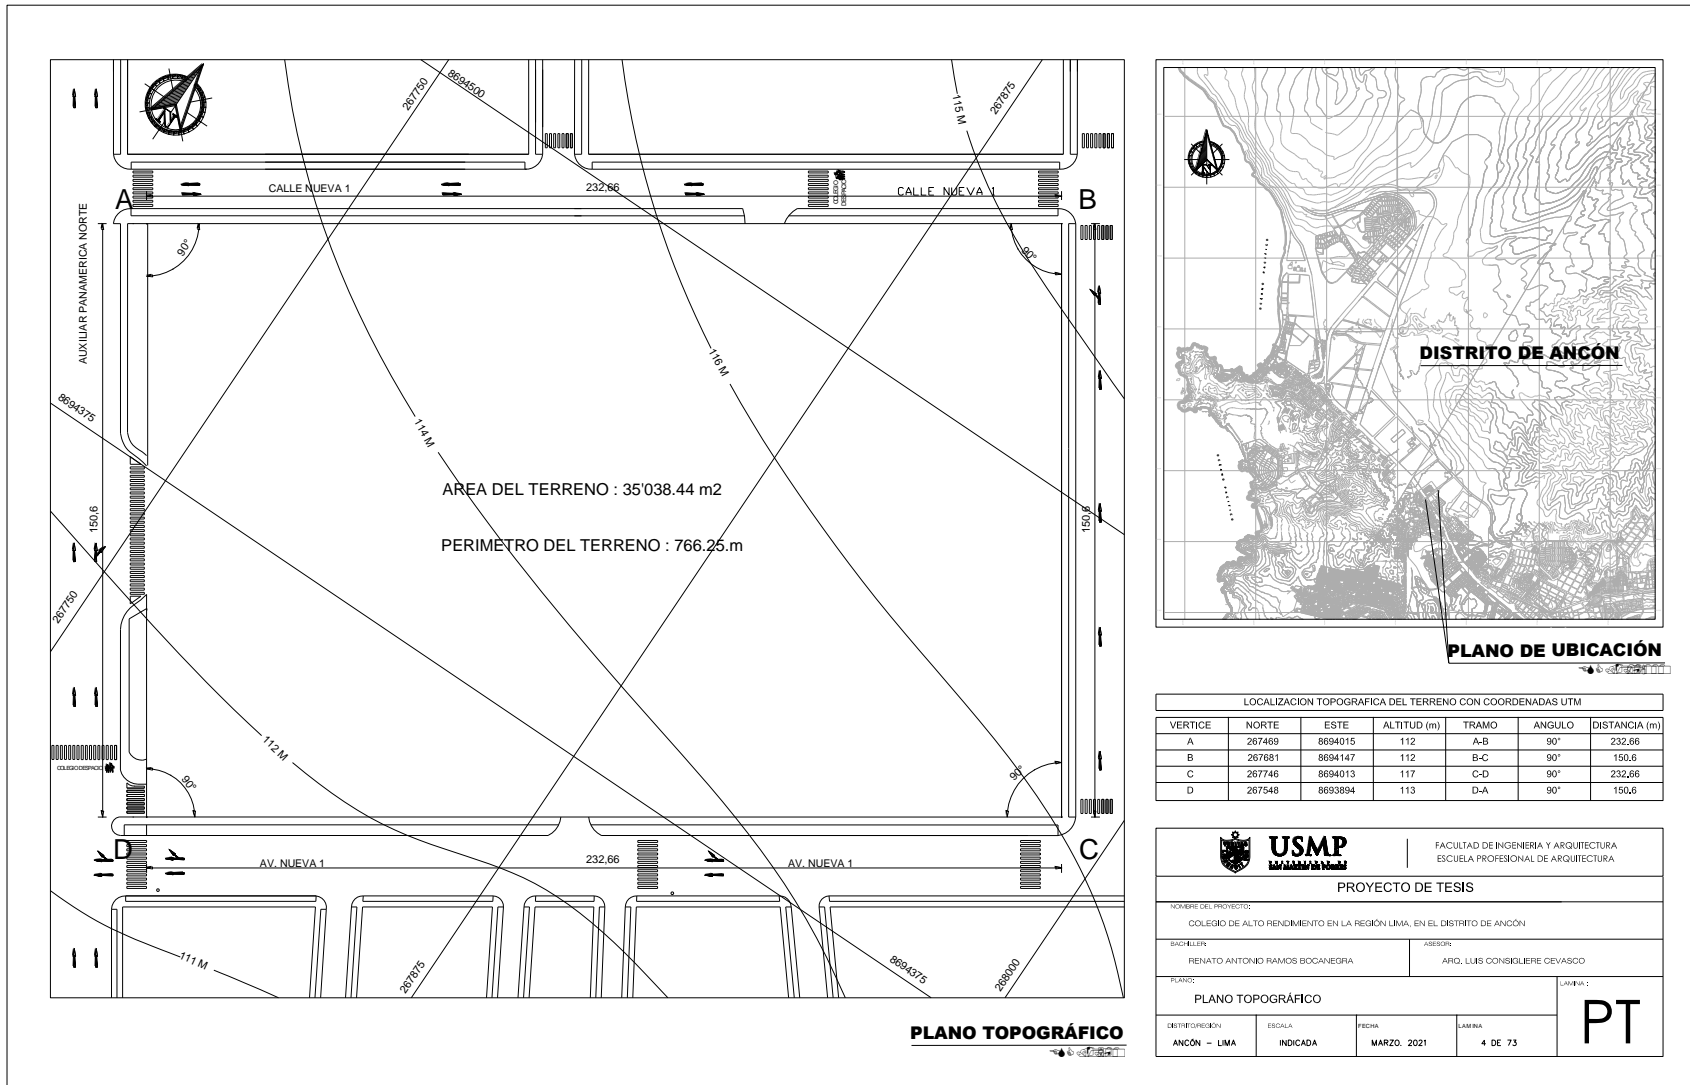 267750
8694500
115 M
267875
A
CALLE NUEVA 1
232,66
COLEGIO
DESPACIO
CALLE NUEVA 1
B
AUXILIAR PANAMERICA NORTE
90°
90°
116 M
8694375
114 M
AREA DEL TERRENO : 35'038.44 m2
150,6
150,6
PERIMETRO DEL TERRENO : 766.25.m
267750
112 M
COLEGIO DESPACIO
90°
90°
D
AV. NUEVA 1
232,66
AV. NUEVA 1
C
111 M
267875
8694375
268000
PLANO TOPOGRÁFICO
DISTRITO DE ANCÓN
PLANO DE UBICACIÓN
LOCALIZACION TOPOGRAFICA DEL TERRENO CON COORDENADAS UTM
VERTICE NORTE ESTE ALTITUD (m) TRAMO ANGULO DISTANCIA (m)
A 267469 8694015 112 A-B 90° 232.66
B 267681 8694147 112 B-C 90° 150.6
C 267746 8694013 117 C-D 90° 232.66
D 267548 8693894 113 D-A 90° 150.6
USMP
SAN MARTIN DE PORRES
FACULTAD DE INGENIERIA Y ARQUITECTURA
ESCUELA PROFESIONAL DE ARQUITECTURA
PROYECTO DE TESIS
NOMBRE DEL PROYECTO:
COLEGIO DE ALTO RENDIMIENTO EN LA REGIÓN LIMA, EN EL DISTRITO DE ANCÓN
BACHILLER:
RENATO ANTONIO RAMOS BOCANEGRA
ASESOR:
ARQ. LUIS CONSIGLIERE CEVASCO
PLANO:
PLANO TOPOGRÁFICO
LAMINA :
PT
DISTRITO/REGIÓN
ANCÓN - LIMA
ESCALA
INDICADA
FECHA
MARZO. 2021
LAMINA
4 DE 73